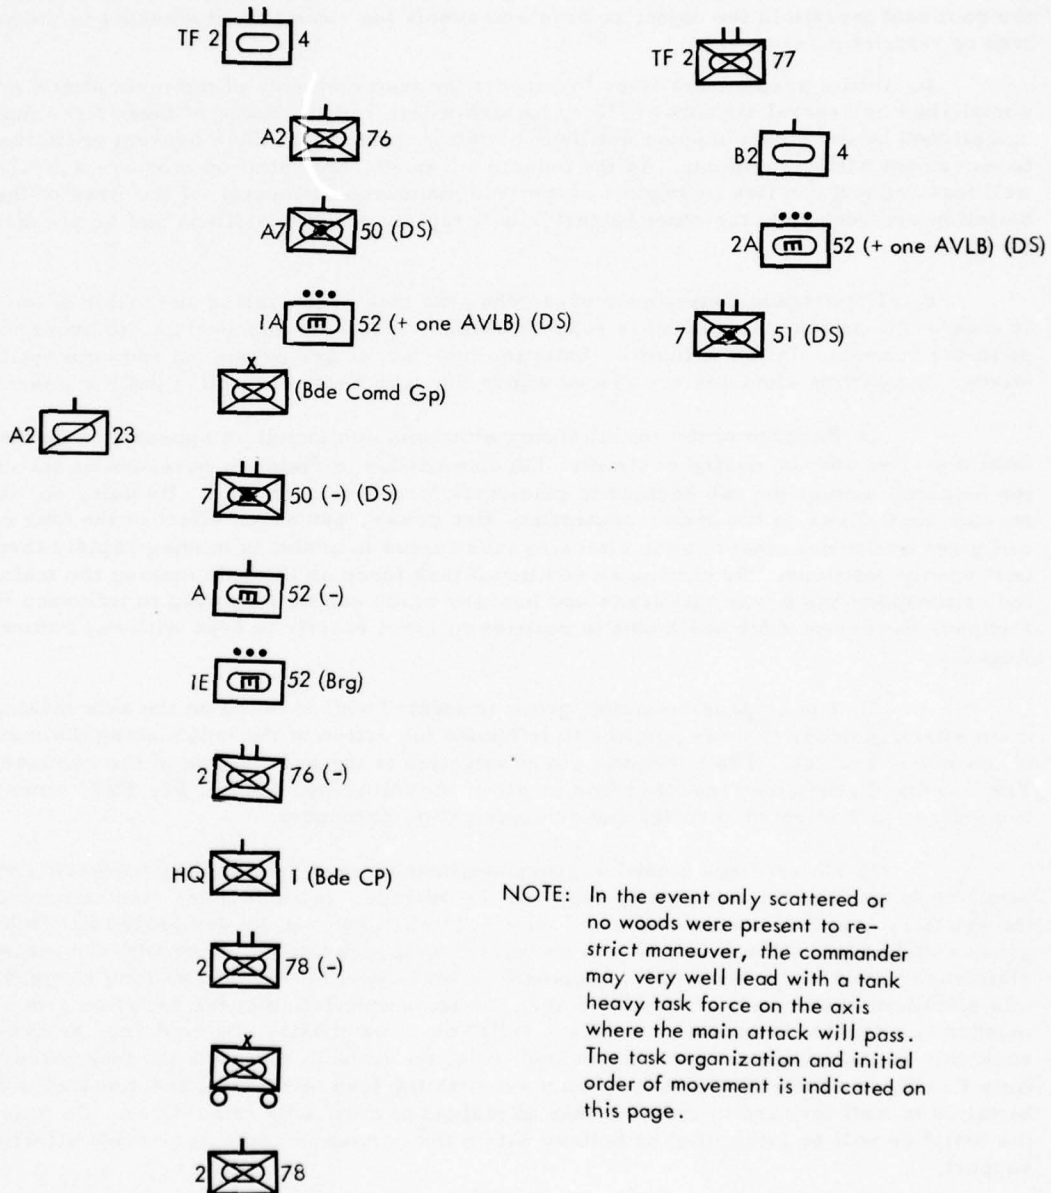 TF 2 4
TF 2 77
A2 76
B2 4
A7 50 (DS)
2A 52 (+ one AVLB) (DS)
1A 52 (+ one AVLB) (DS)
7 51 (DS)
(Bde Comd Gp)
A2 23
7 50 (-) (DS)
A 52 (-)
1E 52 (Brg)
2 76 (-)
HQ 1 (Bde CP)
2 78 (-)
2 78
NOTE: In the event only scattered or
no woods were present to re-
strict maneuver, the commander
may very well lead with a tank
heavy task force on the axis
where the main attack will pass.
The task organization and initial
order of movement is indicated on
this page.